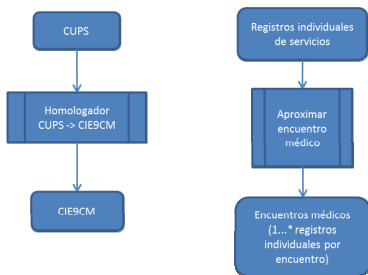 CUPS
Homologador
CUPS -> CIE9CM
CIE9CM
Registros individuales
de servicios
Aproximar
encuentro
médico
Encuentros médicos
(1...* registros
individuales por
encuentro)